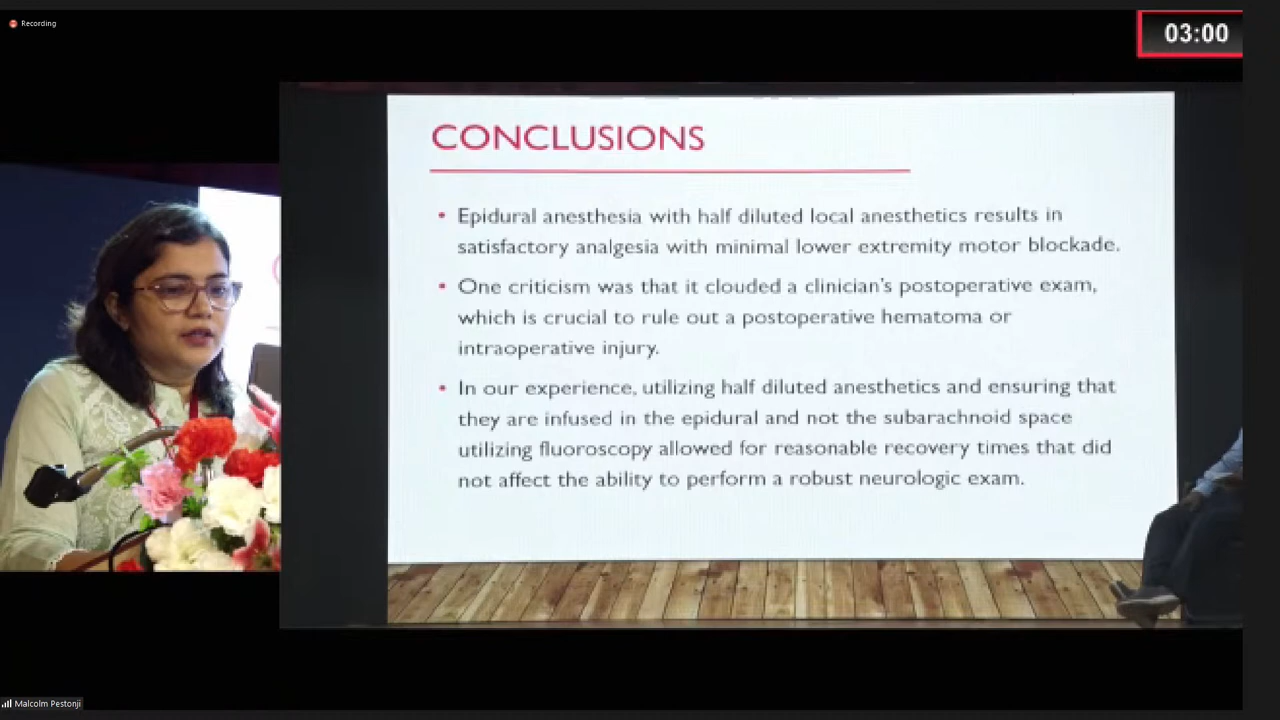 Recording
03:00
CONCLUSIONS
• Epidural anesthesia with half diluted local anesthetics results in
satisfactory analgesia with minimal lower extremity motor blockade.
• One criticism was that it clouded a clinician's postoperative exam,
which is crucial to rule out a postoperative hematoma or
intraoperative injury.
• In our experience, utilizing half diluted anesthetics and ensuring that
they are infused in the epidural and not the subarachnoid space
utilizing fluoroscopy allowed for reasonable recovery times that did
not affect the ability to perform a robust neurologic exam.
Malcolm Pestonji